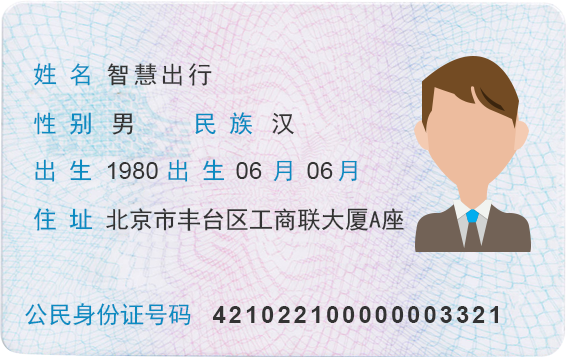 姓名 智慧出行
性别 男 民族 汉
出生 1980 出生 06 月 06 月
住址 北京市丰台区工商联大厦A座
公民身份证号码 421022100000003321